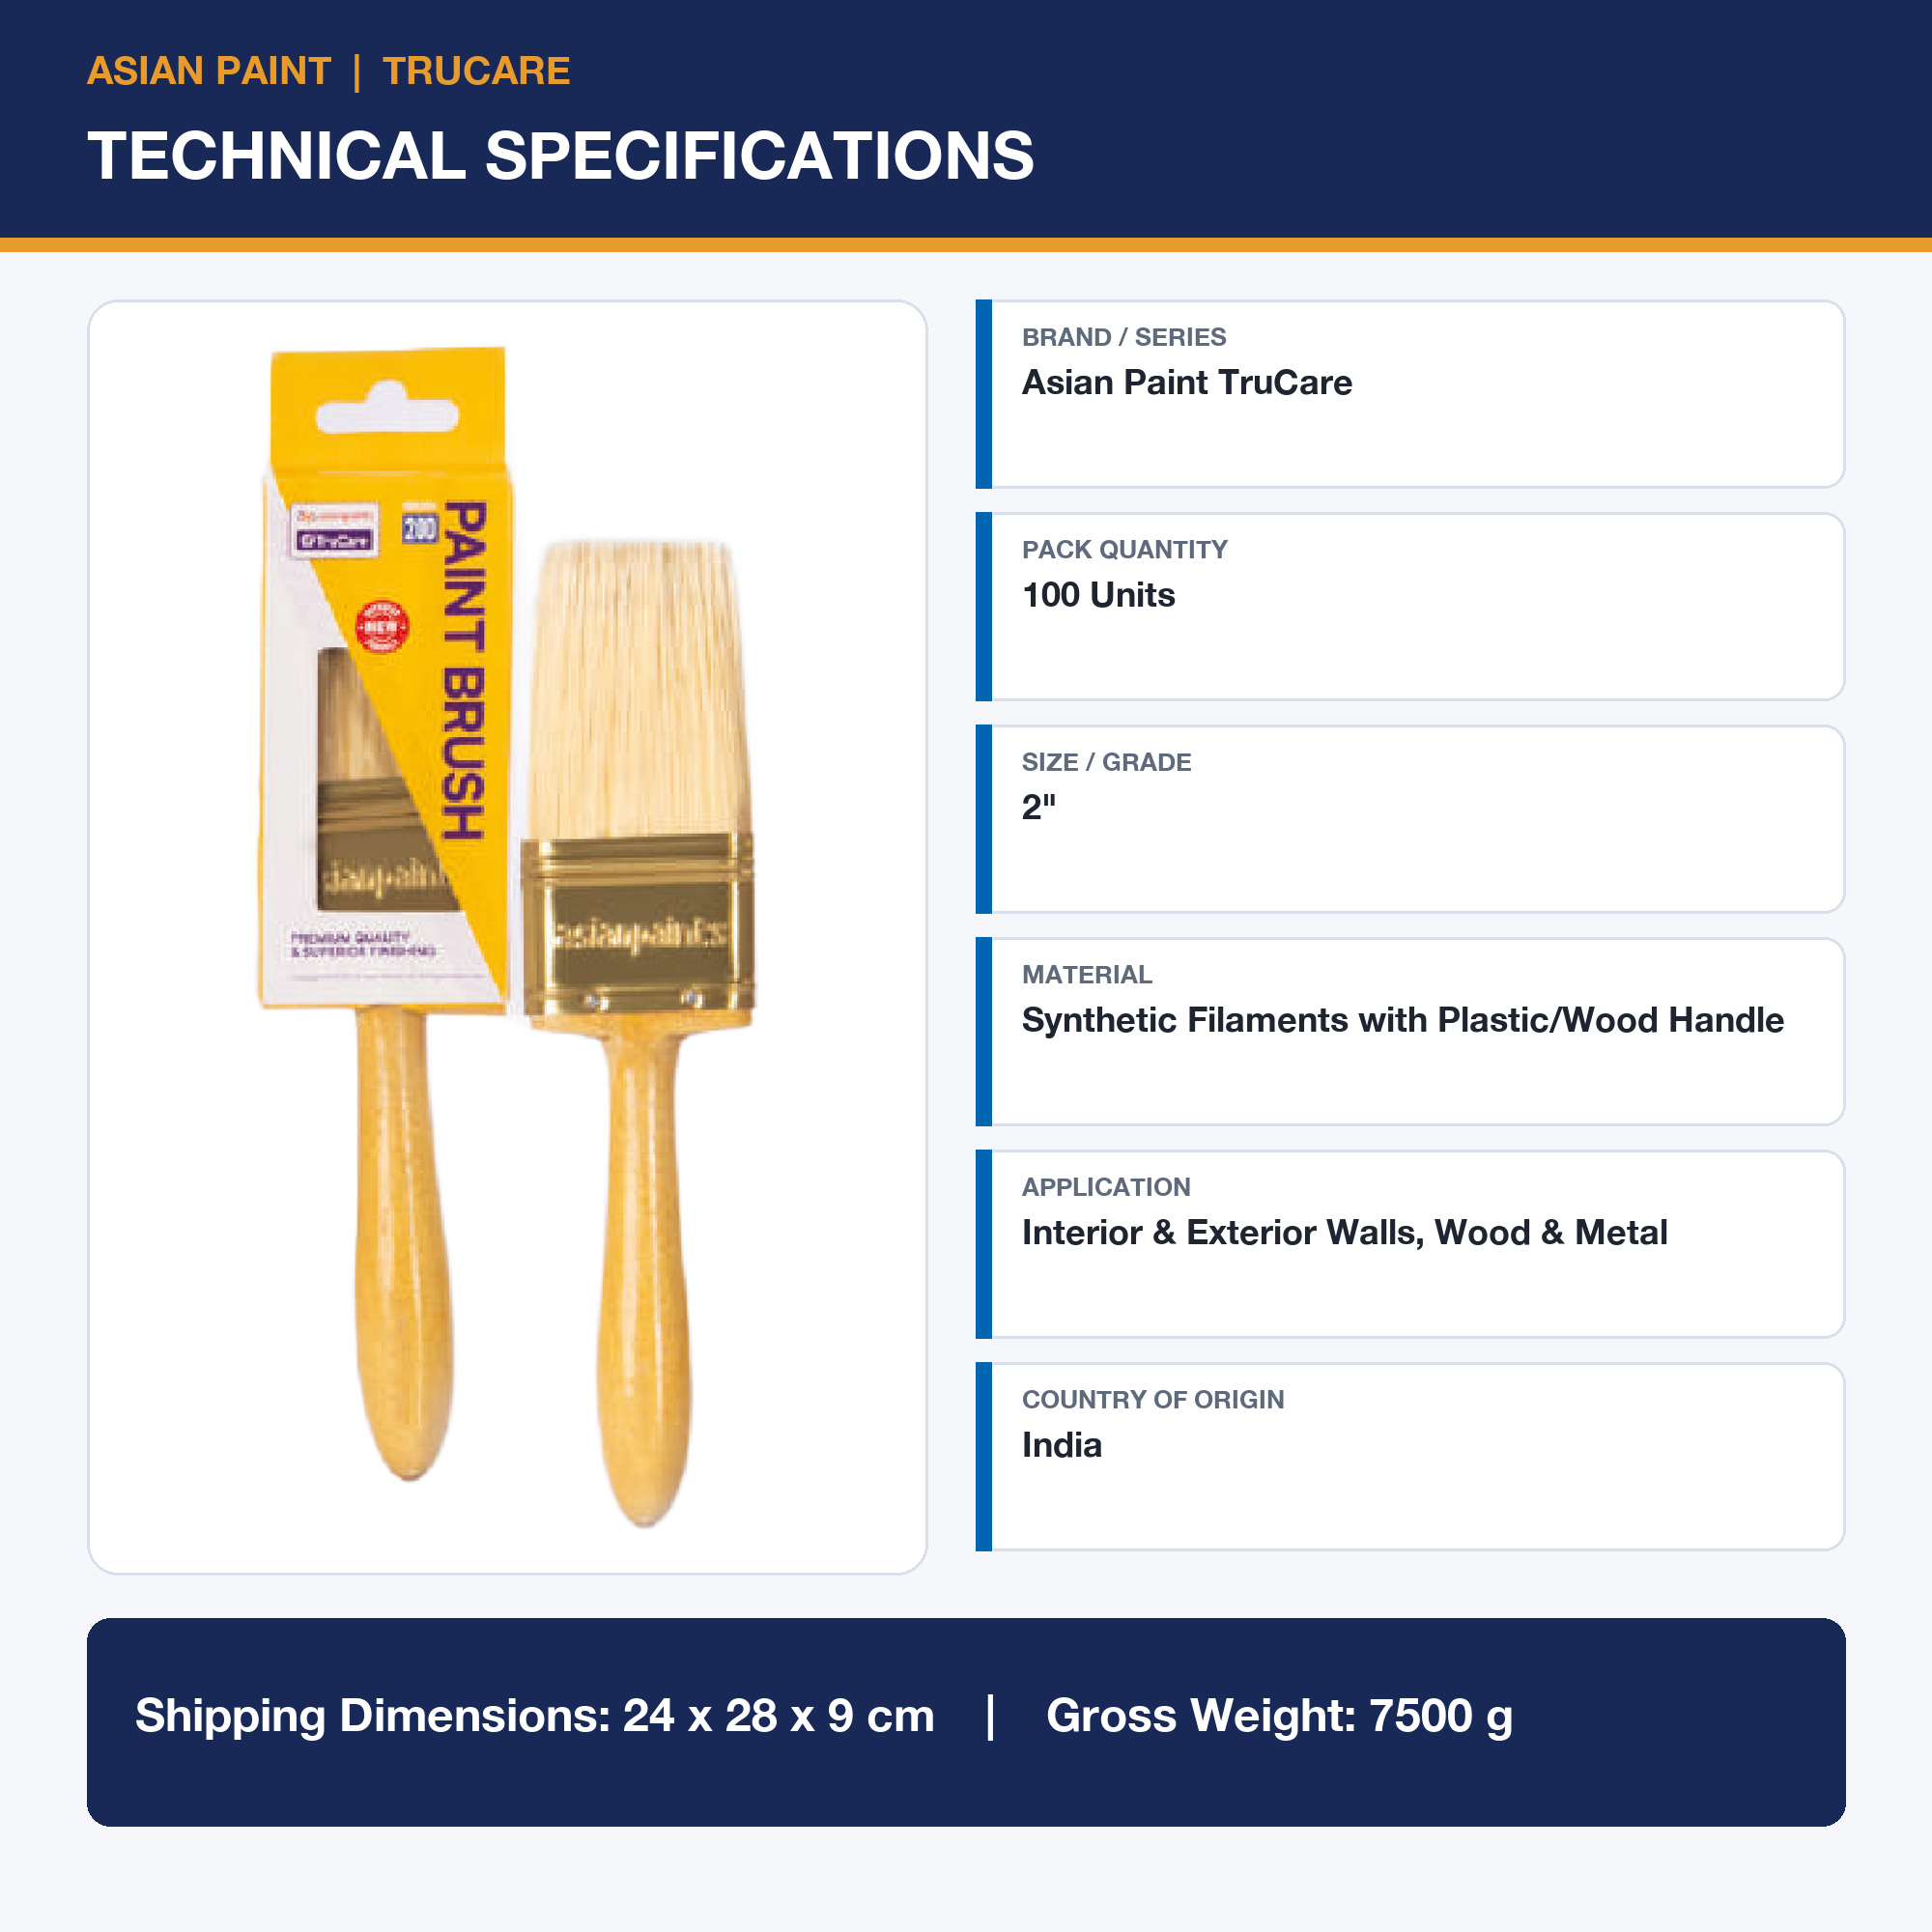 ASIAN PAINT | TRUCARE
TECHNICAL SPECIFICATIONS
TruCare
200
PAINT BRUSH
NEW
PREMIUM QUALITY
& SUPERIOR FINISHING
asianpaints
BRAND / SERIES
Asian Paint TruCare
PACK QUANTITY
100 Units
SIZE / GRADE
2"
MATERIAL
Synthetic Filaments with Plastic/Wood Handle
APPLICATION
Interior & Exterior Walls, Wood & Metal
COUNTRY OF ORIGIN
India
Shipping Dimensions: 24 x 28 x 9 cm | Gross Weight: 7500 g